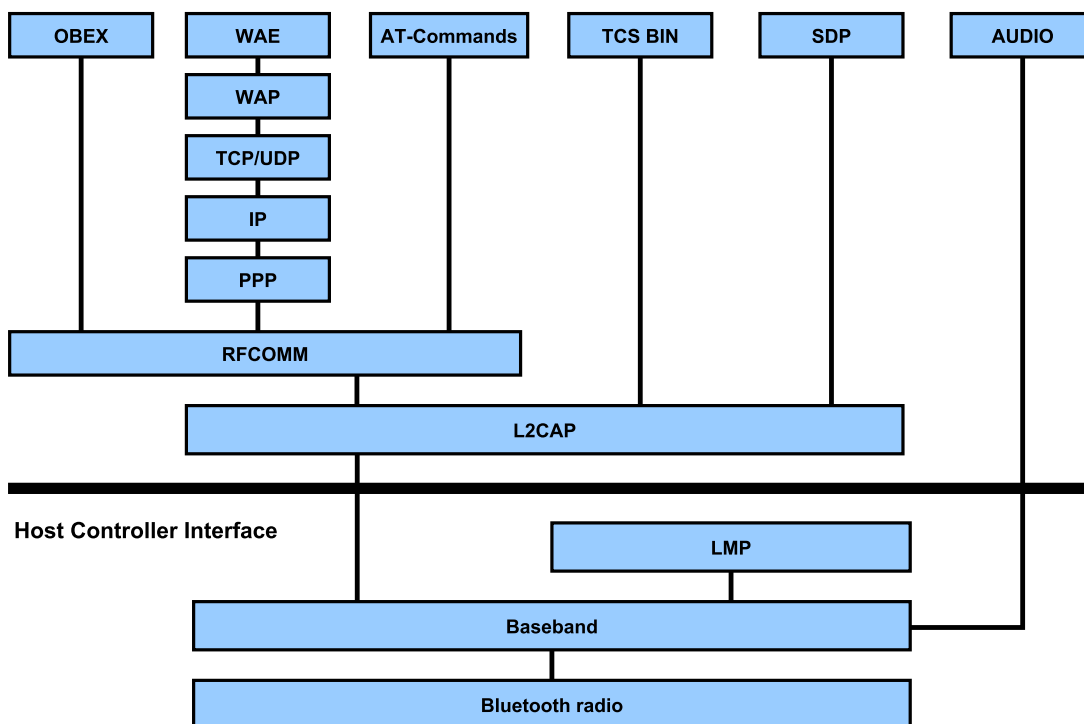 OBEX
WAE
AT-Commands
TCS BIN
SDP
AUDIO
WAP
TCP/UDP
IP
PPP
RFCOMM
L2CAP
Host Controller Interface
LMP
Baseband
Bluetooth radio